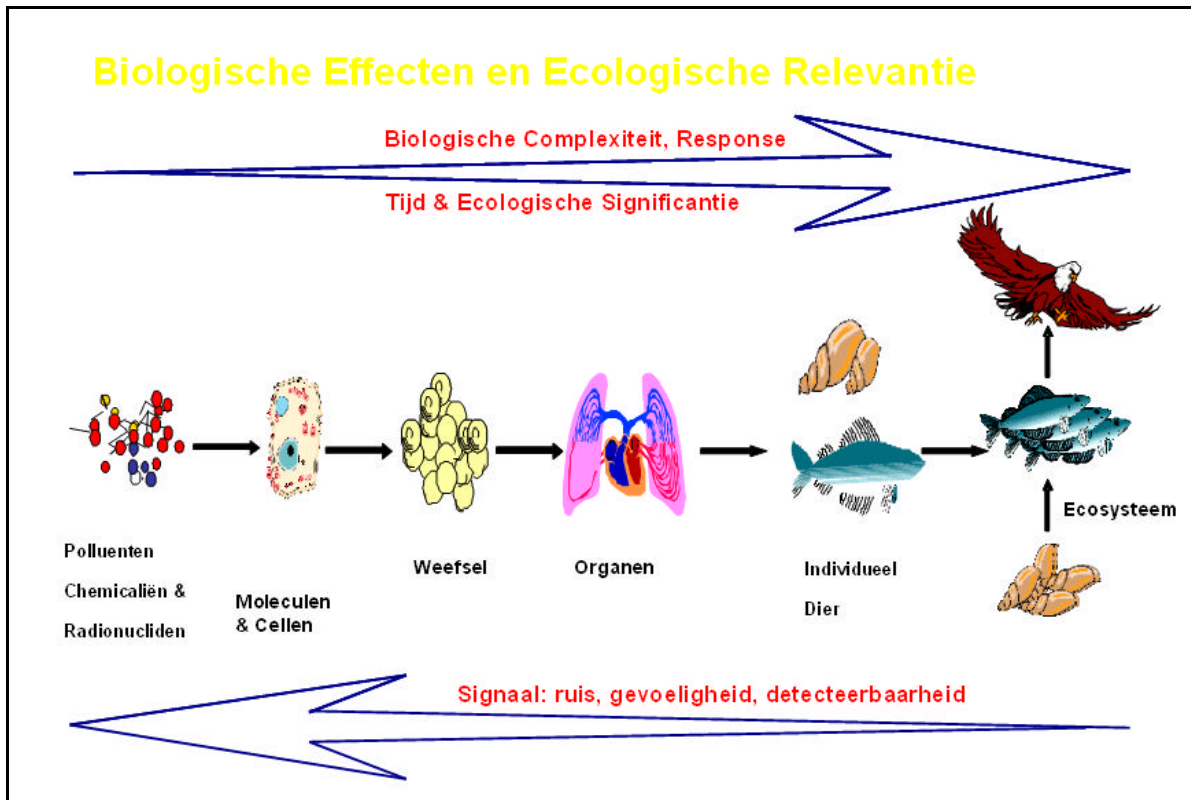 Biologische Effecten en Ecologische Relevantie
Biologische Complexiteit, Response
Tijd & Ecologische Significantie
Polluenten
Chemicaliën &
Radionucliden
Moleculen
& Cellen
Weefsel
Organen
Individueel
Dier
Ecosysteem
Signaal: ruis, gevoeligheid, detecteerbaarheid